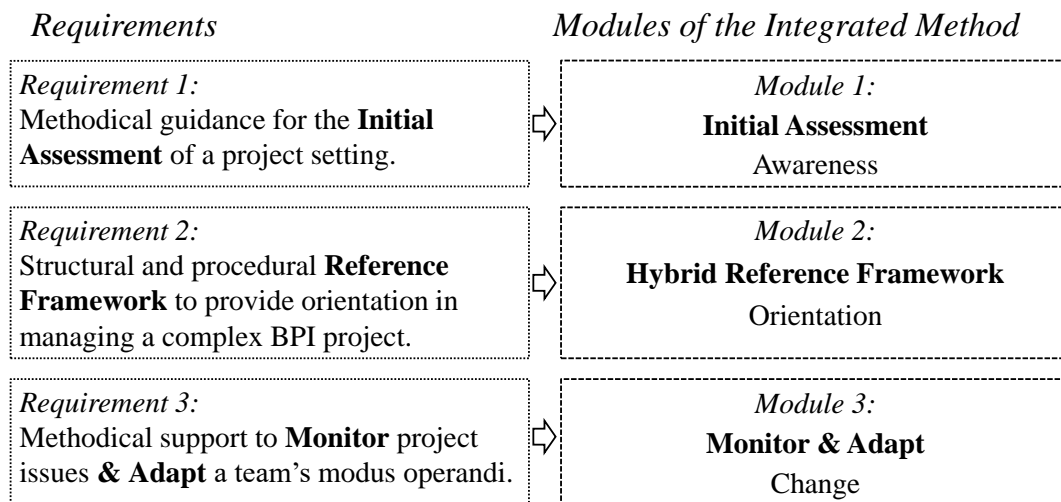 Requirements
Modules of the Integrated Method
Requirement 1:
Methodical guidance for the Initial
Assessment of a project setting.
Module 1:
Initial Assessment
Awareness
Requirement 2:
Structural and procedural Reference
Framework to provide orientation in
managing a complex BPI project.
Module 2:
Hybrid Reference Framework
Orientation
Requirement 3:
Methodical support to Monitor project
issues & Adapt a team’s modus operandi.
Module 3:
Monitor & Adapt
Change